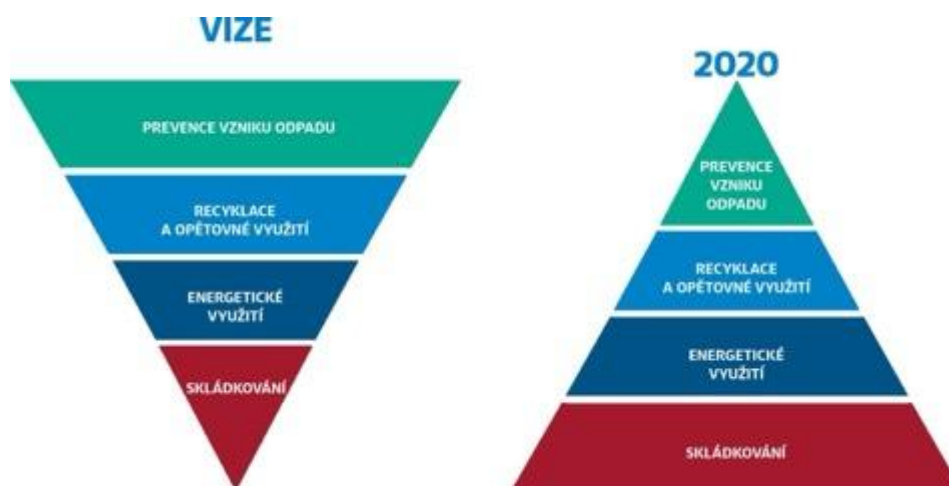 VIZE
PREVENCE VZNIKU ODPADU
RECYKLACE
A OPĚTOVNÉ VYUŽITÍ
ENERGETICKÉ
VYUŽITÍ
SKLÁDKOVÁNÍ
2020
PREVENCE
VZNIKU
ODPADU
RECYKLACE
A OPĚTOVNÉ VYUŽITÍ
ENERGETICKÉ
VYUŽITÍ
SKLÁDKOVÁNÍ